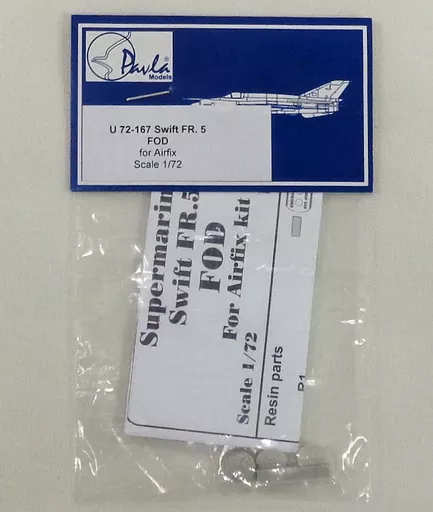 Pavla
Models
U 72-167 Swift FR. 5
FOD
for Airfix
Scale 1/72
Supermarin
Swift FR.5
FOD
For Airfix kit
Scale 1/72
Resin parts
R1